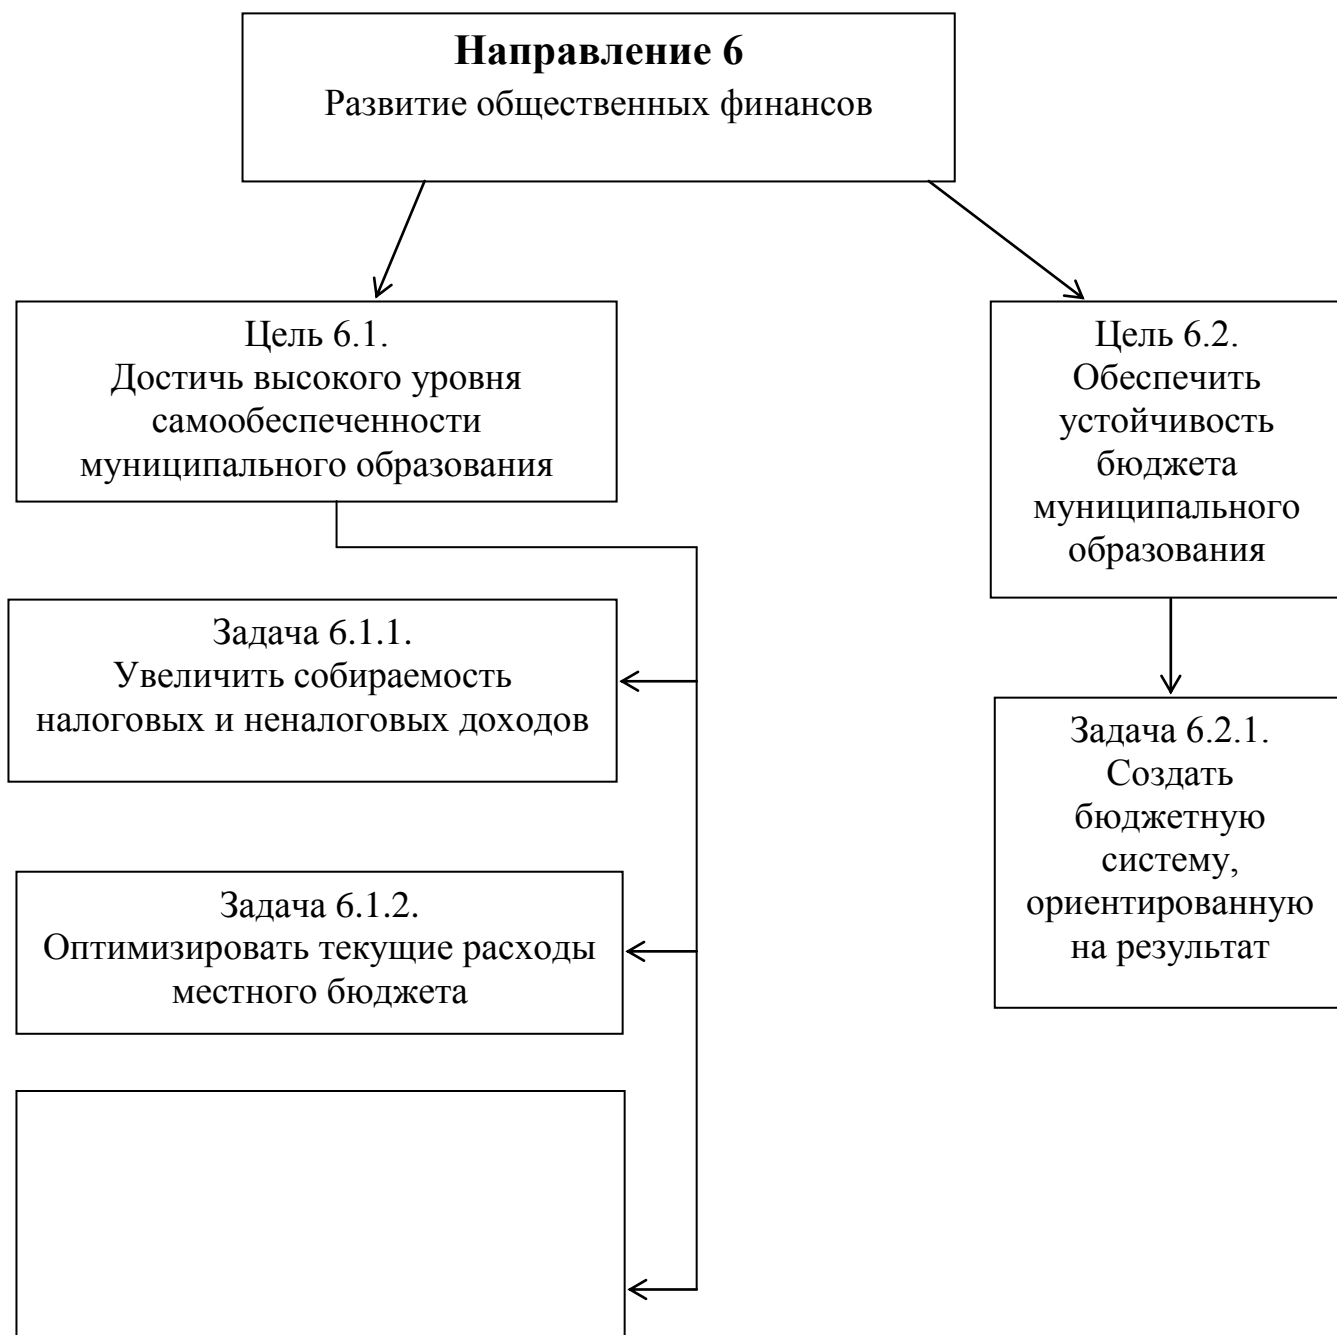 Направление 6
Развитие общественных финансов
Цель 6.1.
Достичь высокого уровня
самообеспеченности
муниципального образования
Задача 6.1.1.
Увеличить собираемость
налоговых и неналоговых доходов
Задача 6.1.2.
Оптимизировать текущие расходы
местного бюджета
Цель 6.2.
Обеспечить
устойчивость
бюджета
муниципального
образования
Задача 6.2.1.
Создать
бюджетную
систему,
ориентированную
на результат